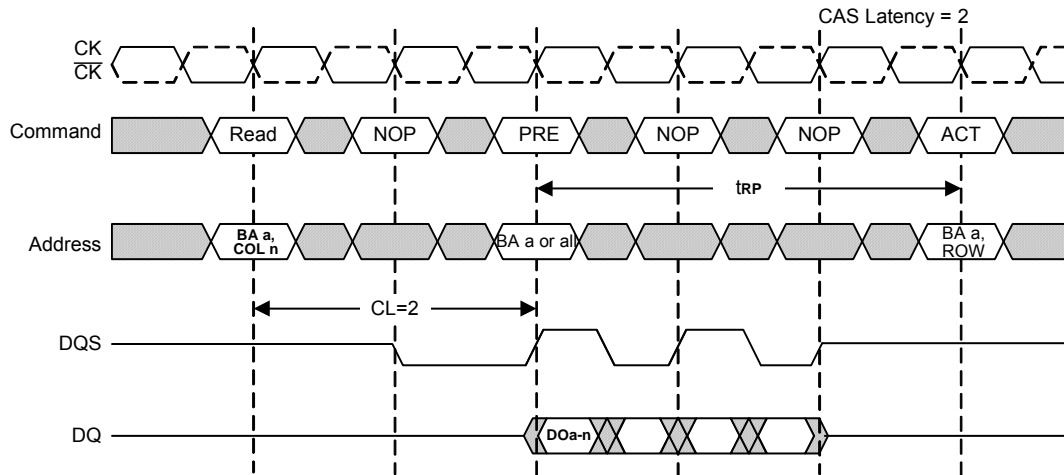 CAS Latency = 2
CK
CK
Command
Read
NOP
PRE
NOP
NOP
ACT
tRP
Address
BA a,
COL n
BA a or all
BA a,
ROW
CL=2
DQS
DQ
DOa-n